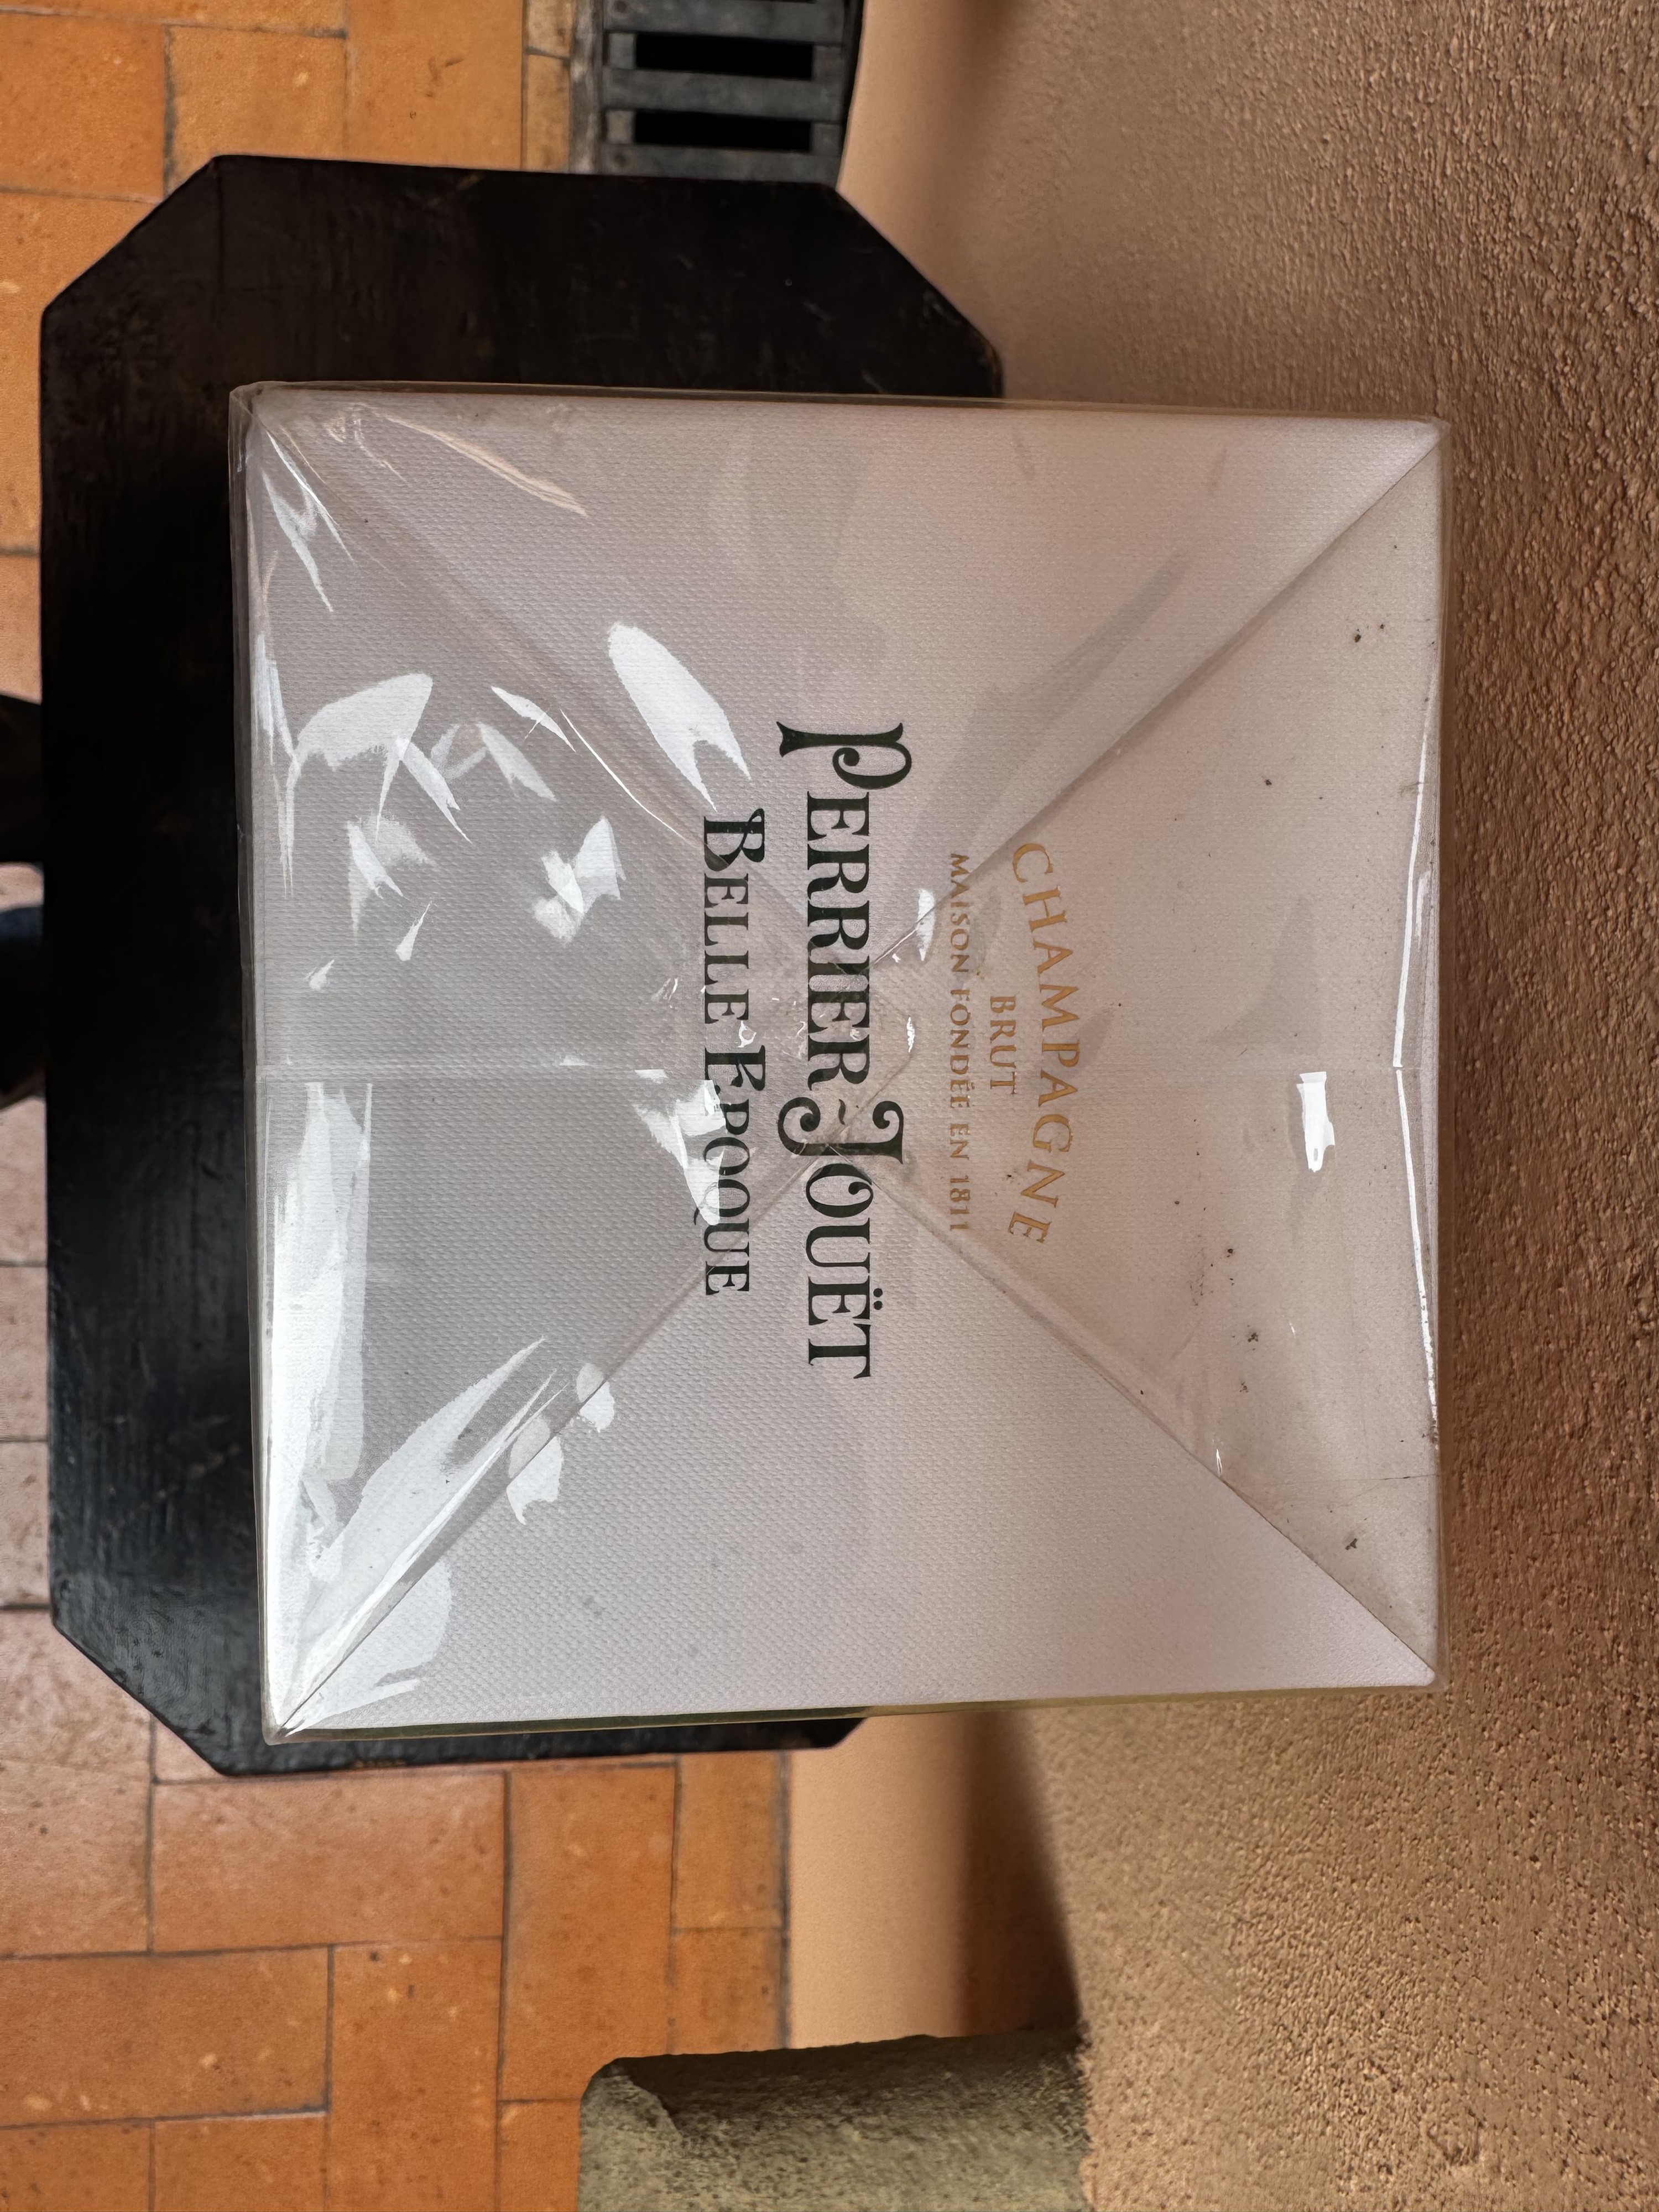 CHAMPAGNE
BRUT
MAISON FONDÉE EN 1811
PERRIER~JOUËT
BELLE EPOQUE